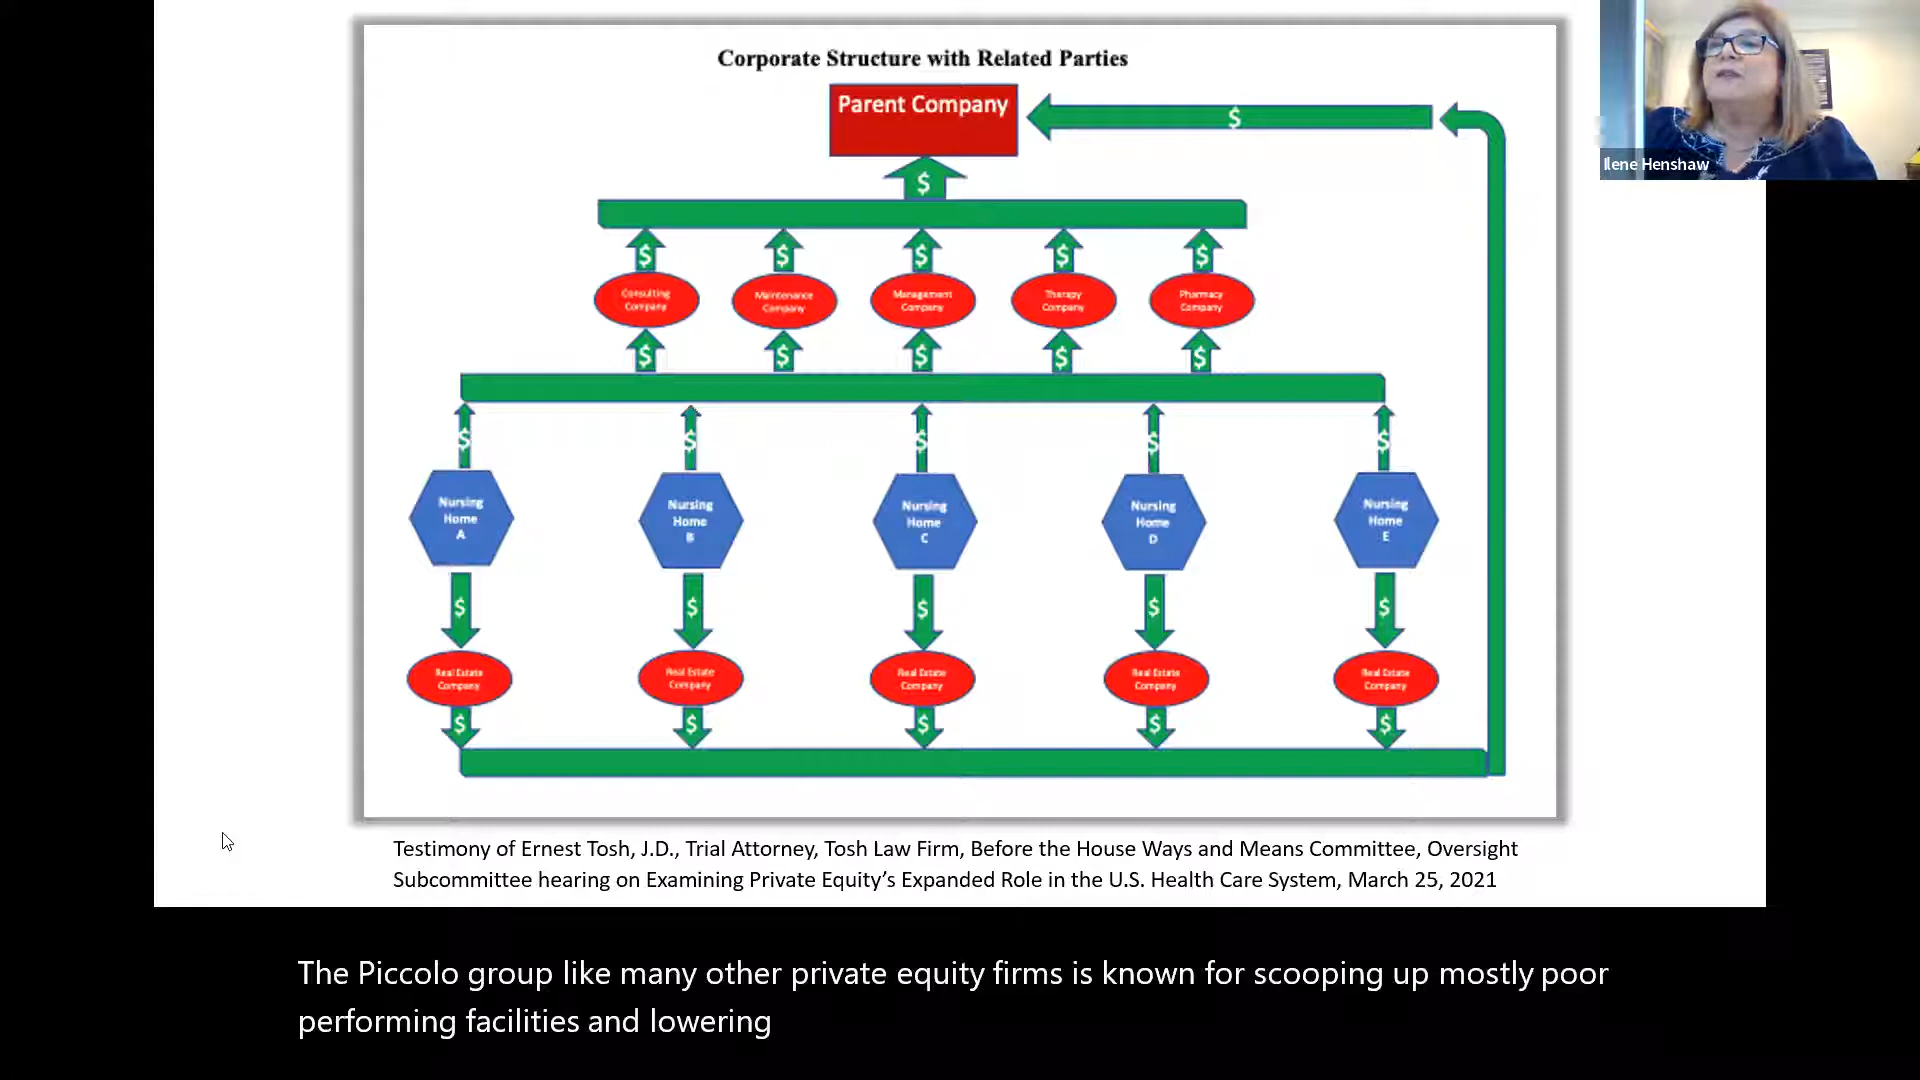 Corporate Structure with Related Parties
Parent Company
$
$
Ilene Henshaw
$ $ $ $ $
Consulting Company
Maintenance Company
Management Company
Therapy Company
Pharmacy Company
$ $ $ $ $
$ $ $ $ $
Nursing Home A
Nursing Home B
Nursing Home C
Nursing Home D
Nursing Home E
$ $ $ $ $
Real Estate Company
Real Estate Company
Real Estate Company
Real Estate Company
Real Estate Company
$ $ $ $ $
Testimony of Ernest Tosh, J.D., Trial Attorney, Tosh Law Firm, Before the House Ways and Means Committee, Oversight
Subcommittee hearing on Examining Private Equity’s Expanded Role in the U.S. Health Care System, March 25, 2021
The Piccolo group like many other private equity firms is known for scooping up mostly poor
performing facilities and lowering